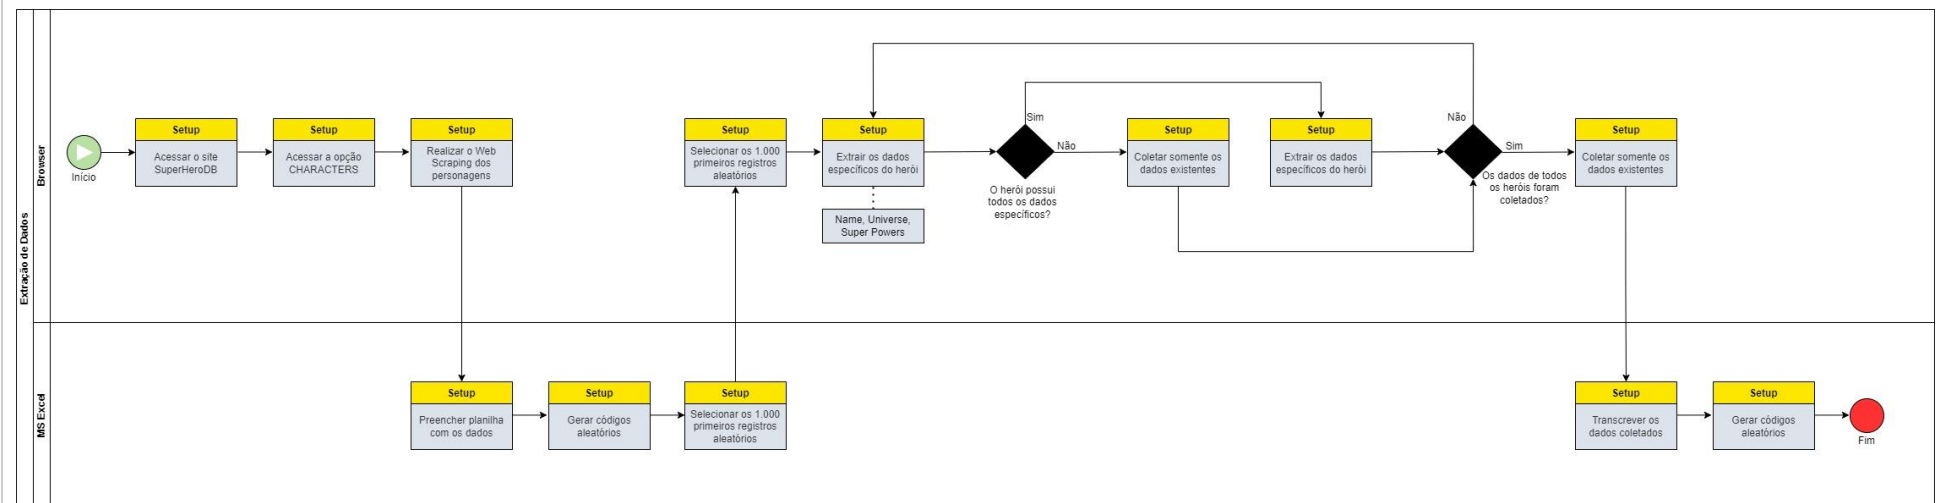 Extração de Dados
Browser
Início
Setup
Acessar o site
SuperHeroDB
Setup
Acessar a opção
CHARACTERS
Setup
Realizar o Web
Scraping dos
personagens
Setup
Selecionar os 1.000
primeiros registros
aleatórios
Setup
Extrair os dados
específicos do herói
Name, Universe,
Super Powers
Sim
Não
O herói possui
todos os dados
específicos?
Setup
Coletar somente os
dados existentes
Setup
Extrair os dados
específicos do herói
Não
Sim
Os dados de todos
os heróis foram
coletados?
Setup
Coletar somente os
dados existentes
MS Excel
Setup
Preencher planilha
com os dados
Setup
Gerar códigos
aleatórios
Setup
Selecionar os 1.000
primeiros registros
aleatórios
Setup
Transcrever os
dados coletados
Setup
Gerar códigos
aleatórios
Fim